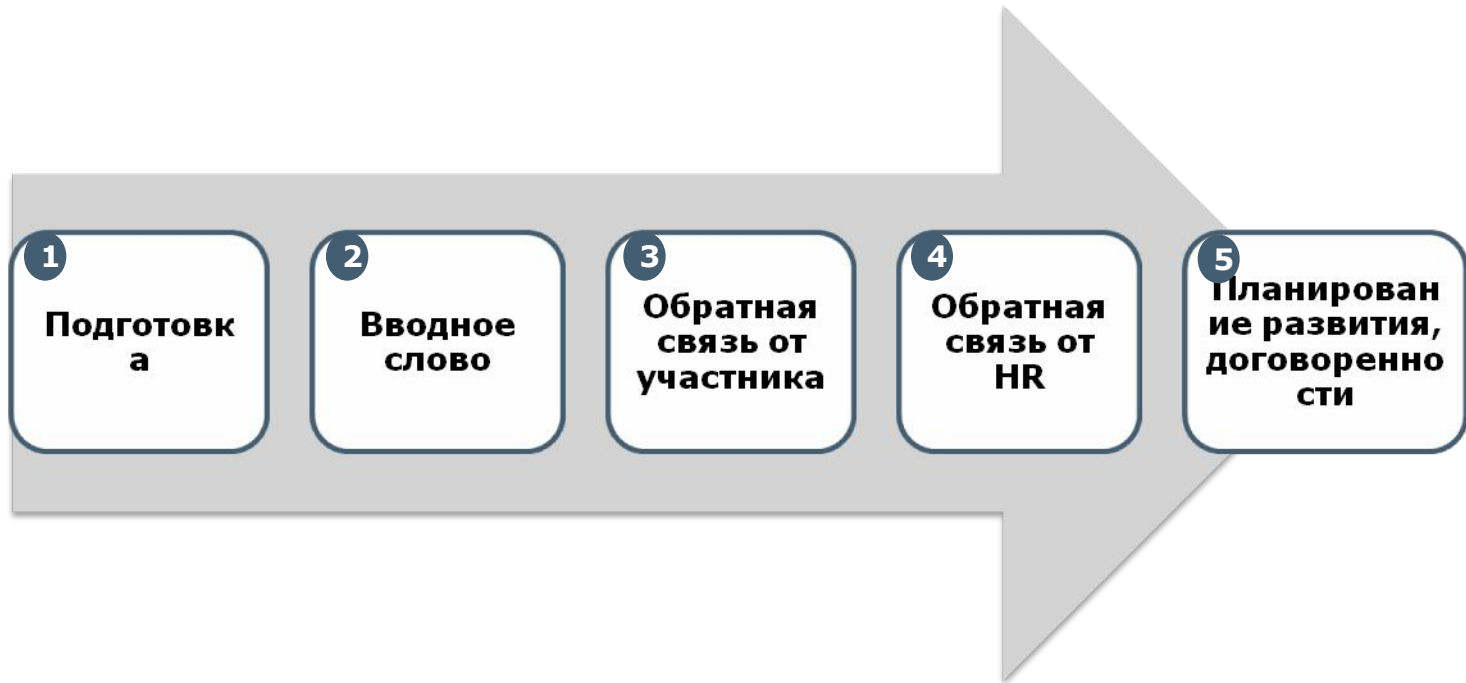 1
Подготовк
а
2
Вводное
слово
3
Обратная
связь от
участника
4
Обратная
связь от
HR
5
Планирован
ие развития,
договоренно
сти